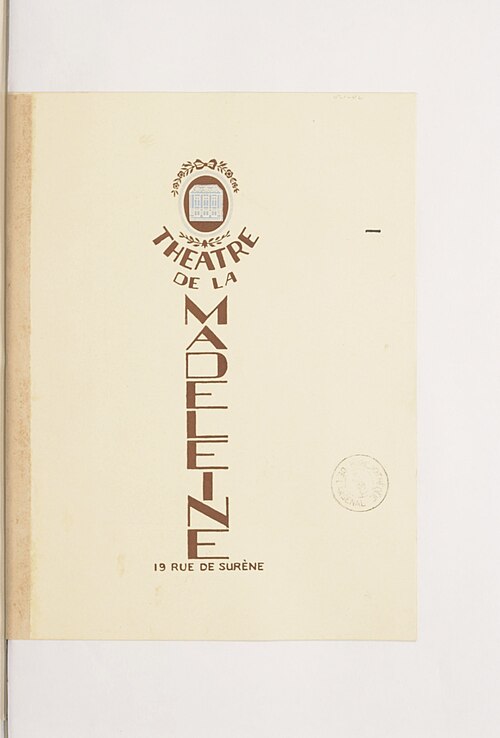 THEATRE
DE LA
MADELEINE
19 RUE DE SURÈNE